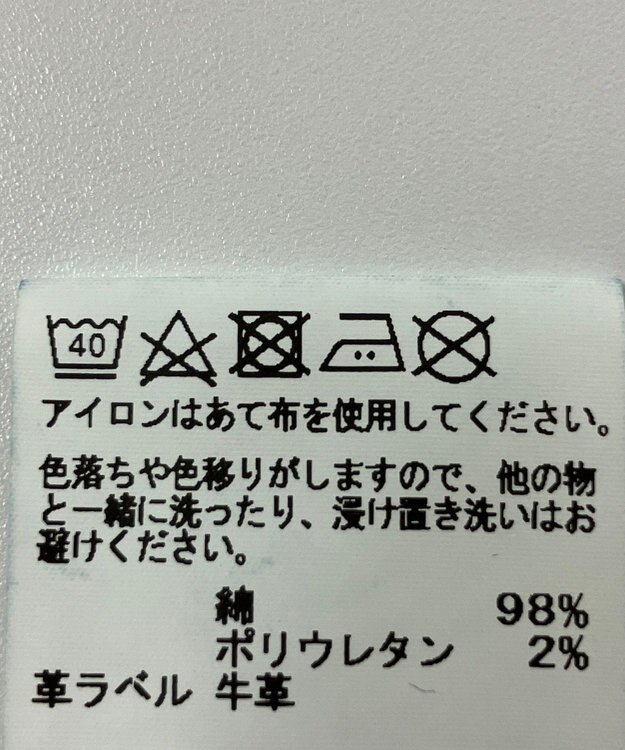 40
アイロンはあて布を使用してください。
色落ちや色移りがしますので、他の物
と一緒に洗ったり、浸け置き洗いはお
避けください。
綿 98%
ポリウレタン 2%
革ラベル 牛革